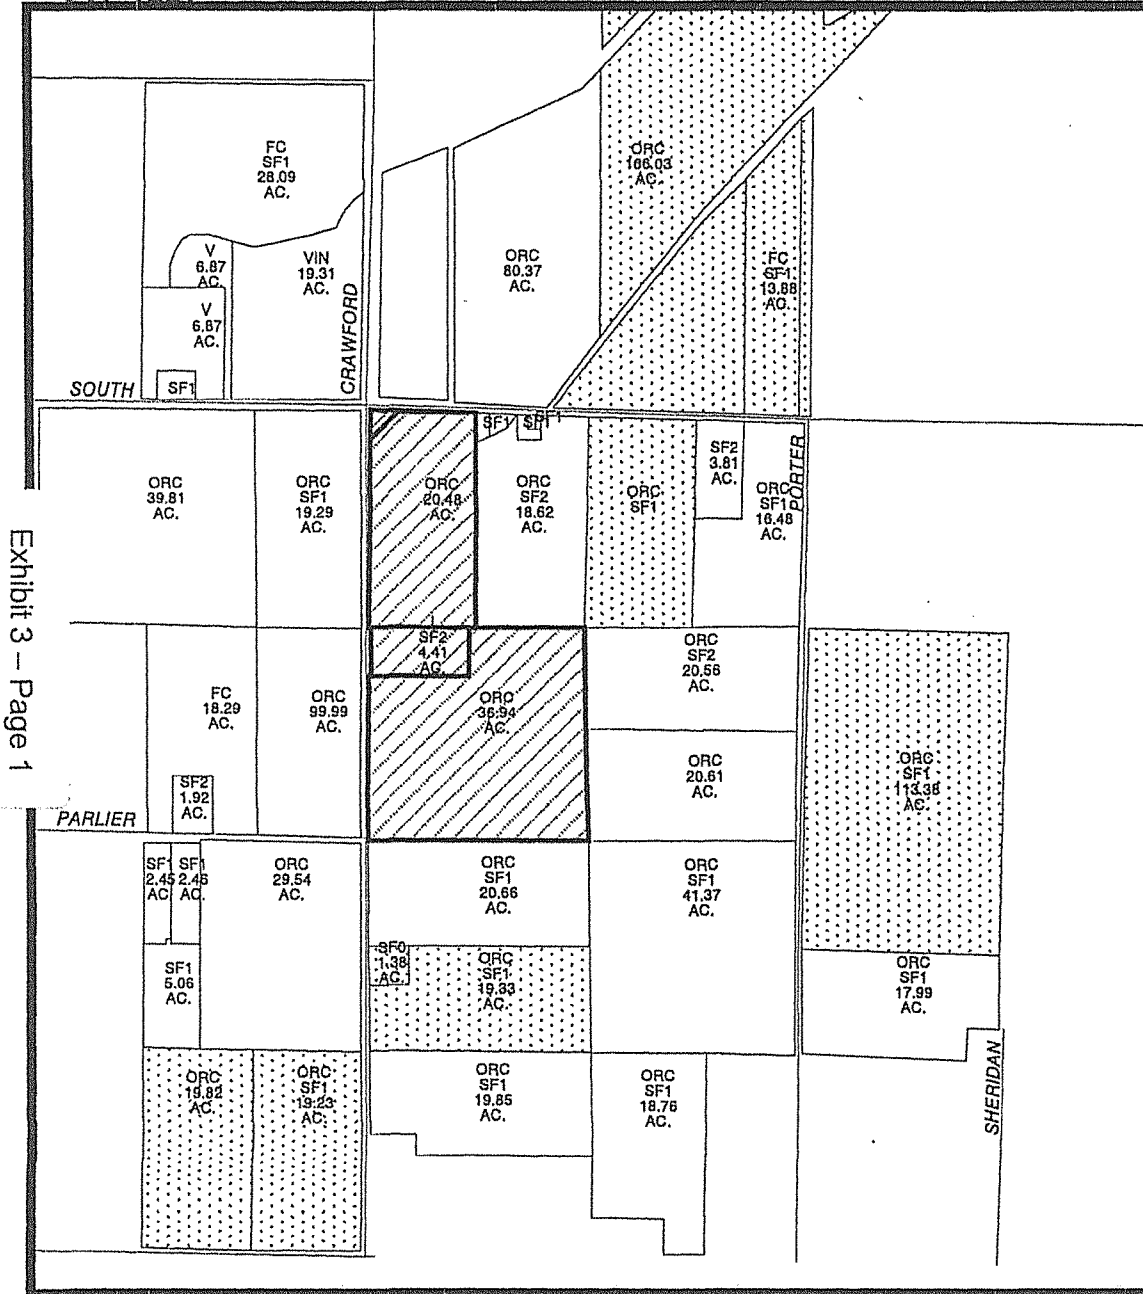 FC
SF1
28.09
AC.
V
6.87
AC.
VIN
19.31
AC.
V
6.87
AC.
SF1
SOUTH
CRAWFORD
ORC
80.37
AC.
ORC
166.03
AC.
FC
SF1
13.88
AC.
ORC
39.81
AC.
ORC
SF1
19.29
AC.
ORC
20.48
AC.
SF1
SF1
ORC
SF2
18.62
AC.
ORC
SF1
SF2
3.81
AC.
ORC
SF1
16.48
AC.
PORTER
Exhibit 3 – Page 1
FC
18.29
AC.
SF2
1.92
AC.
ORC
99.99
AC.
SF2
4.41
AC.
ORC
36.94
AC.
ORC
SF2
20.56
AC.
ORC
20.61
AC.
ORC
SF1
113.38
AC.
PARLIER
SF1
2.45
AC.
SF1
2.46
AC.
ORC
29.54
AC.
ORC
SF1
20.66
AC.
ORC
SF1
41.37
AC.
SF1
5.06
AC.
SF0
1.38
AC.
ORC
SF1
19.33
AC.
ORC
SF1
17.99
AC.
ORC
19.82
AC.
ORC
SF1
19.23
AC.
ORC
SF1
19.85
AC.
ORC
SF1
18.76
AC.
SHERIDAN